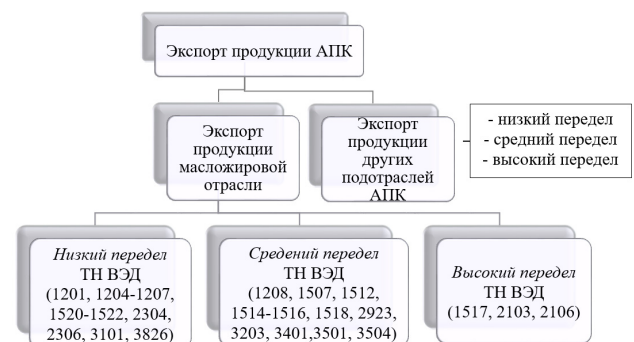 Экспорт продукции АПК
Экспорт
продукции
масложировой
отрасли
Экспорт
продукции
других
подотраслей
АПК
- низкий передел
- средний передел
- высокий передел
Низкий передел
ТН ВЭД
(1201, 1204-1207,
1520-1522, 2304,
2306, 3101, 3826)
Средений передел
ТН ВЭД
(1208, 1507, 1512,
1514-1516, 1518, 2923,
3203, 3401,3501, 3504)
Высокий передел
ТН ВЭД
(1517, 2103, 2106)